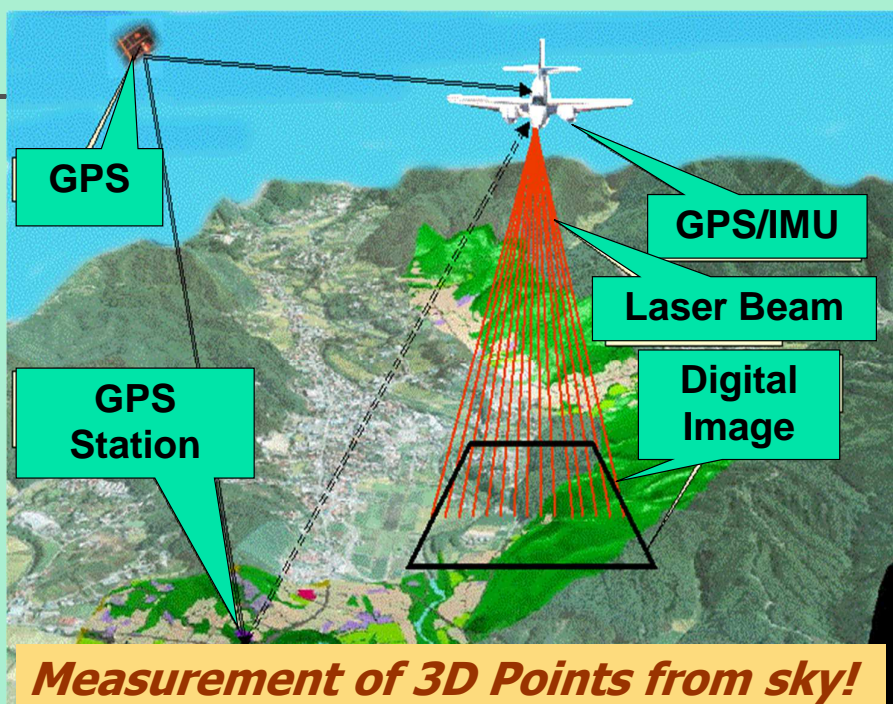 GPS
GPS/IMU
Laser Beam
Digital
Image
GPS
Station
Measurement of 3D Points from sky!